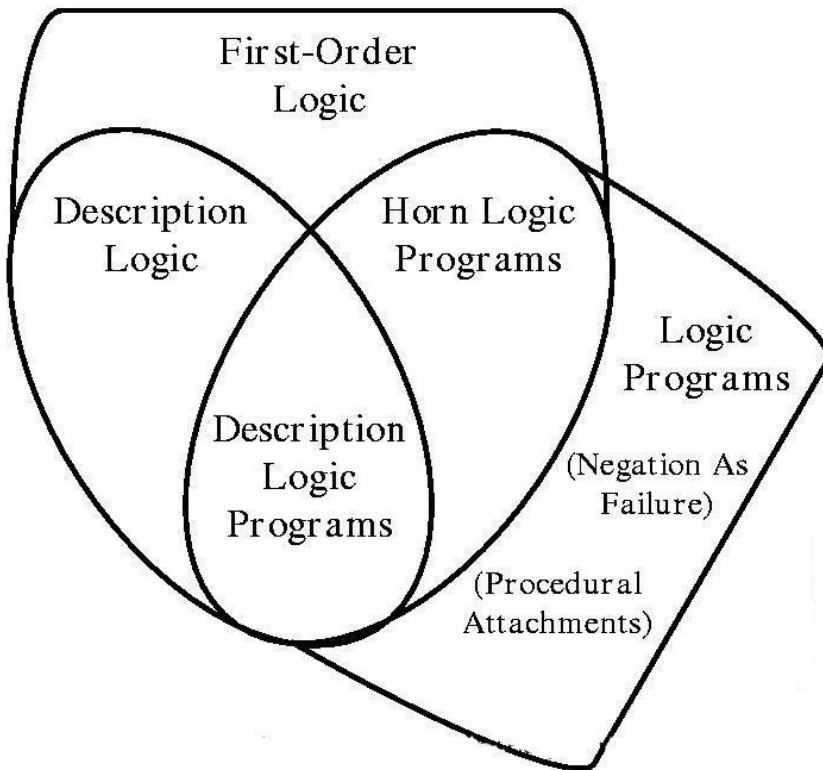 First-Order
Logic
Description
Logic
Horn Logic
Programs
Logic
Programs
Description
Logic
Programs
(Negation As
Failure)
(Procedural
Attachments)